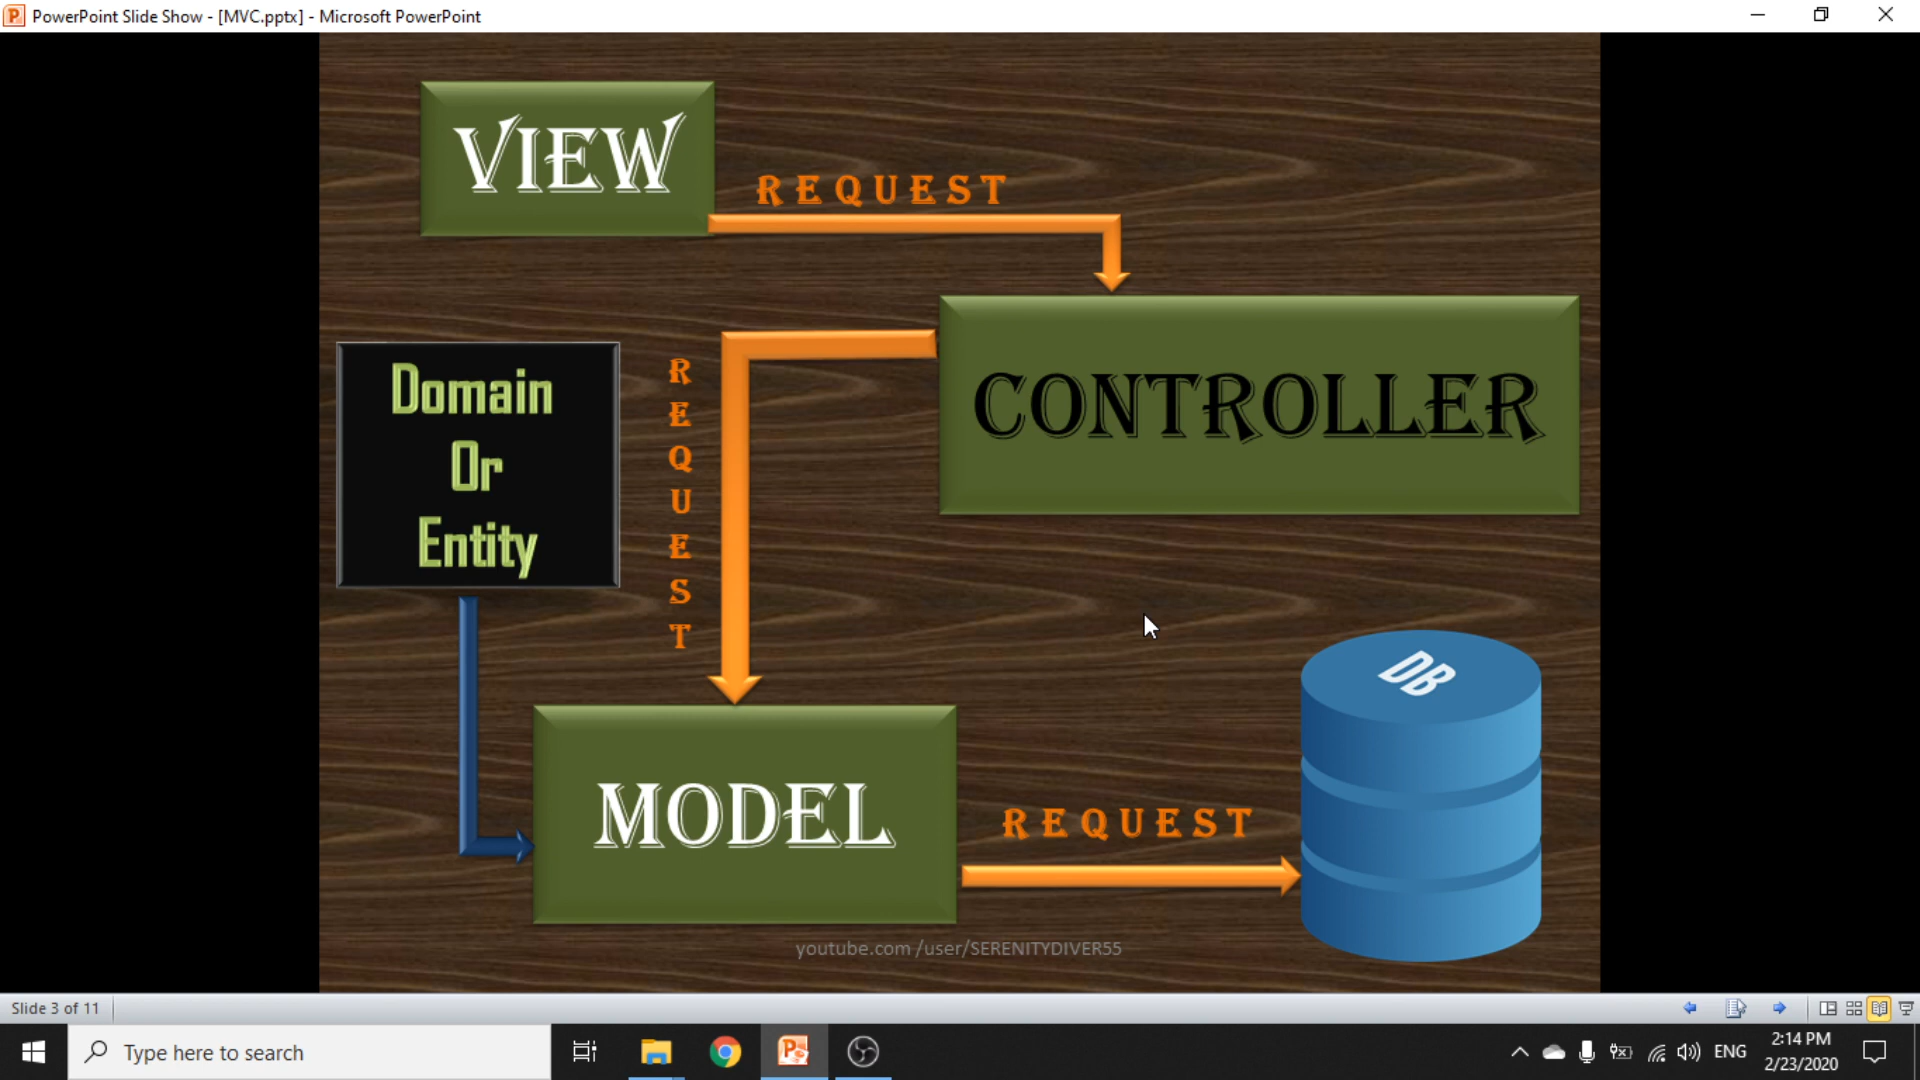 PowerPoint Slide Show - [MVC.pptx] - Microsoft PowerPoint
VIEW
REQUEST
CONTROLLER
Domain
Or
Entity
REQUEST
DB
MODEL
REQUEST
youtube.com /user/SERENITYDIVER55
Slide 3 of 11
Type here to search
ENG
2:14 PM
2/23/2020